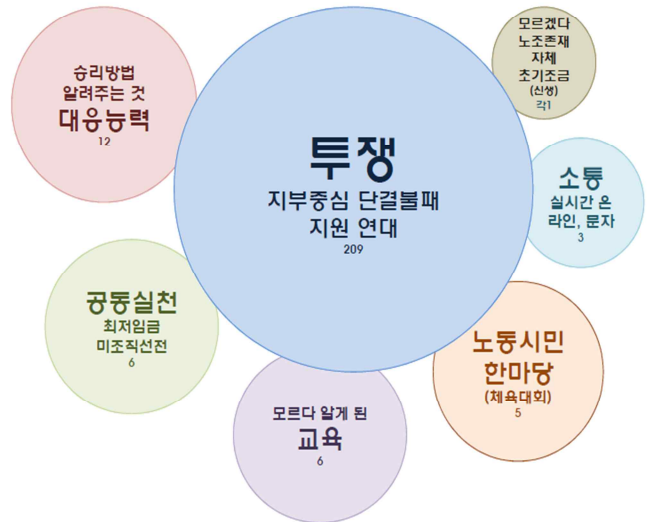 승리방법
알려주는 것
대응능력
12
투쟁
지부중심 단결불패
지원 연대
209
모르겠다
노조존재
자체
초기조금
(신생)
각1
소통
실시간 온
라인, 문자
3
공동실천
최저임금
미조직선전
6
모르다 알게 된
교육
6
노동시민
한마당
(체육대회)
5